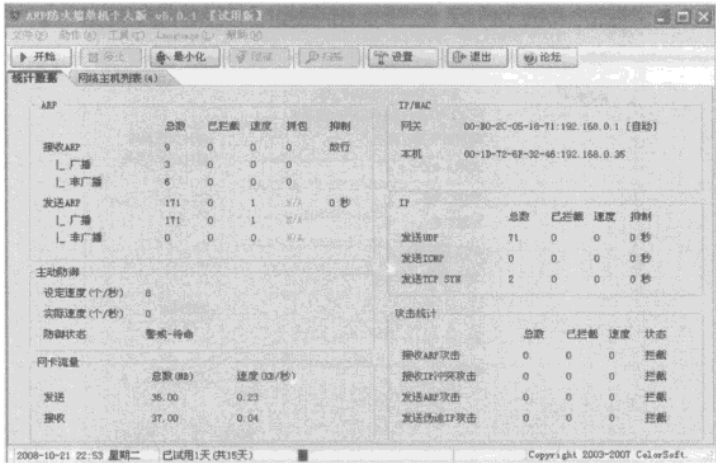 ARP防火墙单机个人版 v5.0.1 【试用版】
文件(F) 动作(A) 工具(T) Language(L) 帮助(H)
开始 停止 最小化 设置 退出 论坛
统计数据 网络主机列表(4)
ARP
总数 已拦截 速度 抓包 抑制
接收ARP 9 0 0 0 放行
|_ 广播 3 0 0 0
|_ 非广播 6 0 0 0
发送ARP 171 0 1 N/A 0 秒
|_ 广播 171 0 1 N/A
|_ 非广播 0 0 0 N/A
主动防御
设定速度(个/秒) 8
实际速度(个/秒) 0
防御状态 警戒-待命
网卡流量
总数(MB) 速度(KB/秒)
发送 36.00 0.23
接收 37.00 0.04
IP/MAC
网关 00-B0-2C-05-16-71:192.168.0.1 [自动]
本机 00-1D-72-6F-32-46:192.168.0.35
IP
总数 已拦截 速度 抑制
发送UDP 71 0 0 0 秒
发送ICMP 0 0 0 0 秒
发送TCP SYN 2 0 0 0 秒
攻击统计
总数 已拦截 速度 状态
接收ARP攻击 0 0 0 拦截
接收IP冲突攻击 0 0 0 拦截
发送ARP攻击 0 0 0 拦截
发送伪造IP攻击 0 0 0 拦截
2008-10-21 22:53 星期二 已试用1天(共15天) Copyright 2003-2007 ColorSoft.